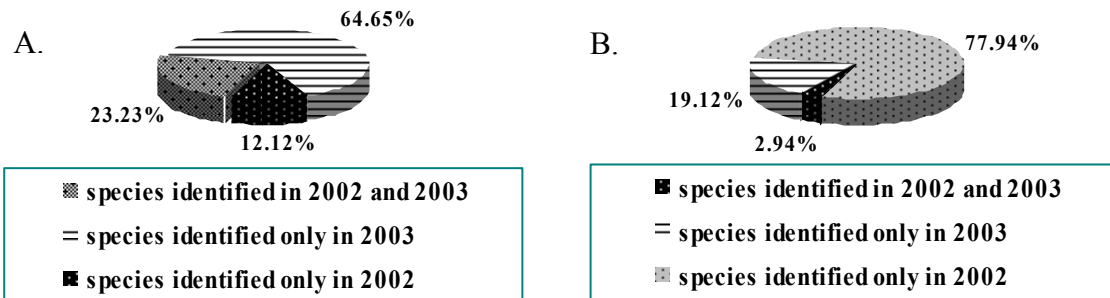 A.
64.65%
23.23%
12.12%
species identified in 2002 and 2003
species identified only in 2003
species identified only in 2002
B.
77.94%
19.12%
2.94%
species identified in 2002 and 2003
species identified only in 2003
species identified only in 2002